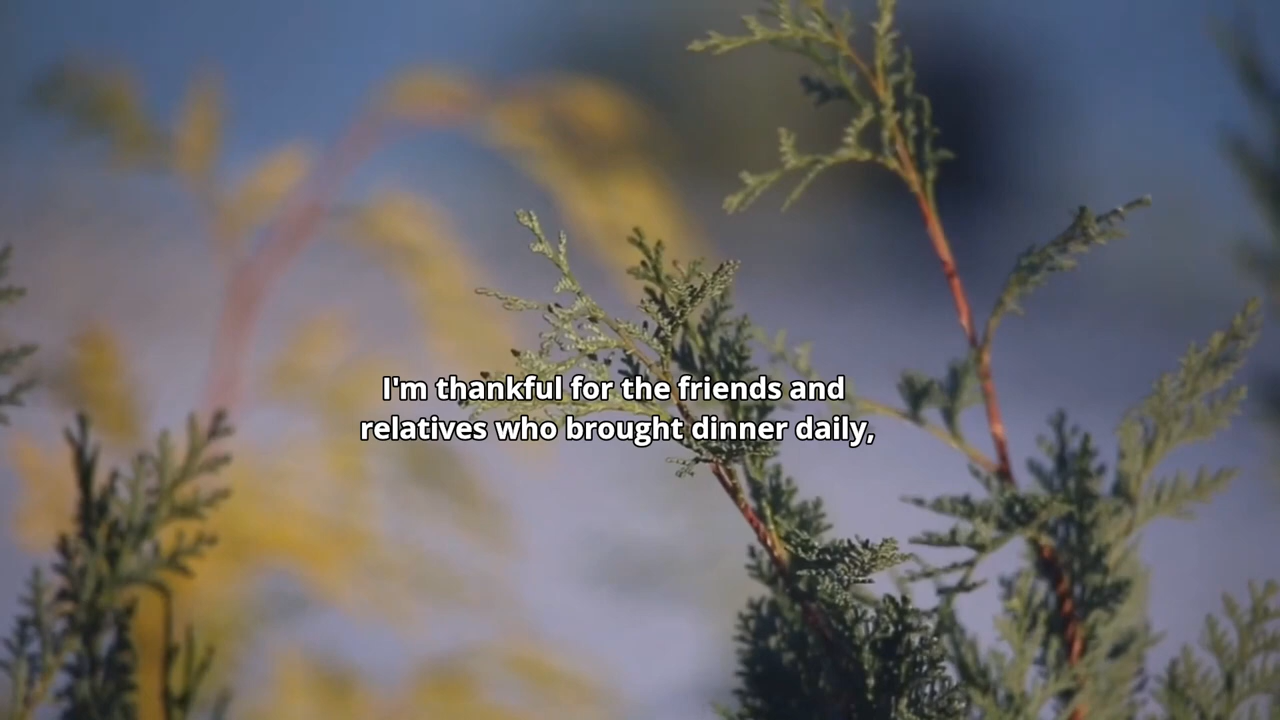 I'm thankful for the friends and
relatives who brought dinner daily,